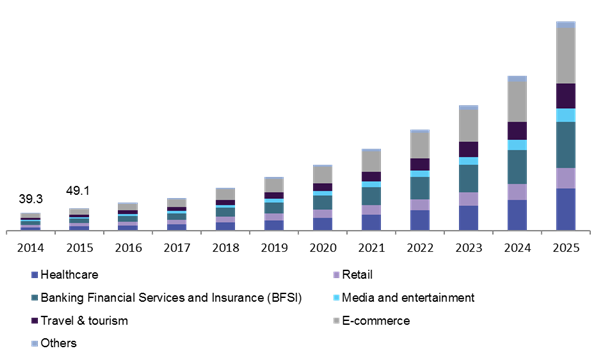 39.3
49.1
2014 2015 2016 2017 2018 2019 2020 2021 2022 2023 2024 2025
Healthcare Retail
Banking Financial Services and Insurance (BFSI) Media and entertainment
Travel & tourism E-commerce
Others